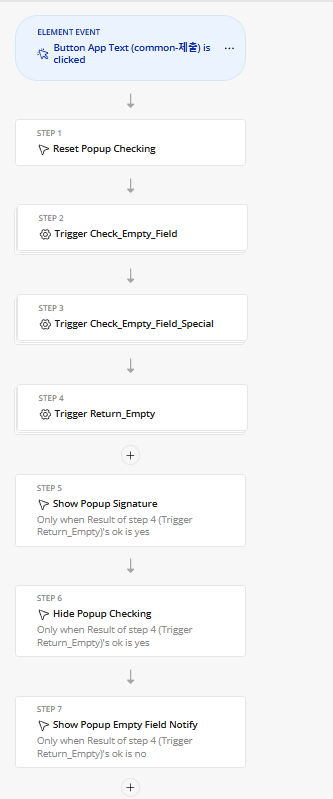 ELEMENT EVENT
Button App Text (common-제출) is
clicked
STEP 1
Reset Popup Checking
STEP 2
Trigger Check_Empty_Field
STEP 3
Trigger Check_Empty_Field_Special
STEP 4
Trigger Return_Empty
STEP 5
Show Popup Signature
Only when Result of step 4 (Trigger
Return_Empty)'s ok is yes
STEP 6
Hide Popup Checking
Only when Result of step 4 (Trigger
Return_Empty)'s ok is yes
STEP 7
Show Popup Empty Field Notify
Only when Result of step 4 (Trigger
Return_Empty)'s ok is no